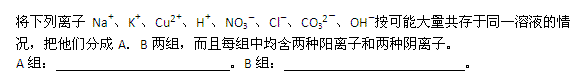 将下列离子 Na⁺、K⁺、Cu²⁺、H⁺、NO₃⁻、Cl⁻、CO₃²⁻、OH⁻按可能大量共存于同一溶液的情
况，把他们分成 A．B 两组，而且每组中均含两种阳离子和两种阴离子。
A 组：____________________________。B 组：_____________________________。